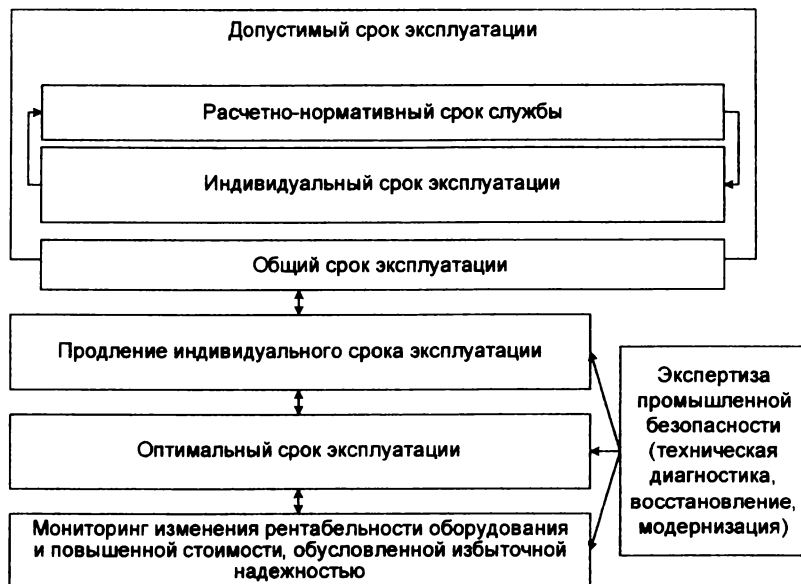 Допустимый срок эксплуатации
Расчетно-нормативный срок службы
Индивидуальный срок эксплуатации
Общий срок эксплуатации
Продление индивидуального срока эксплуатации
Оптимальный срок эксплуатации
Мониторинг изменения рентабельности оборудования
и повышенной стоимости, обусловленной избыточной
надежностью
Экспертиза
промышленной
безопасности
(техническая
диагностика,
восстановление,
модернизация)